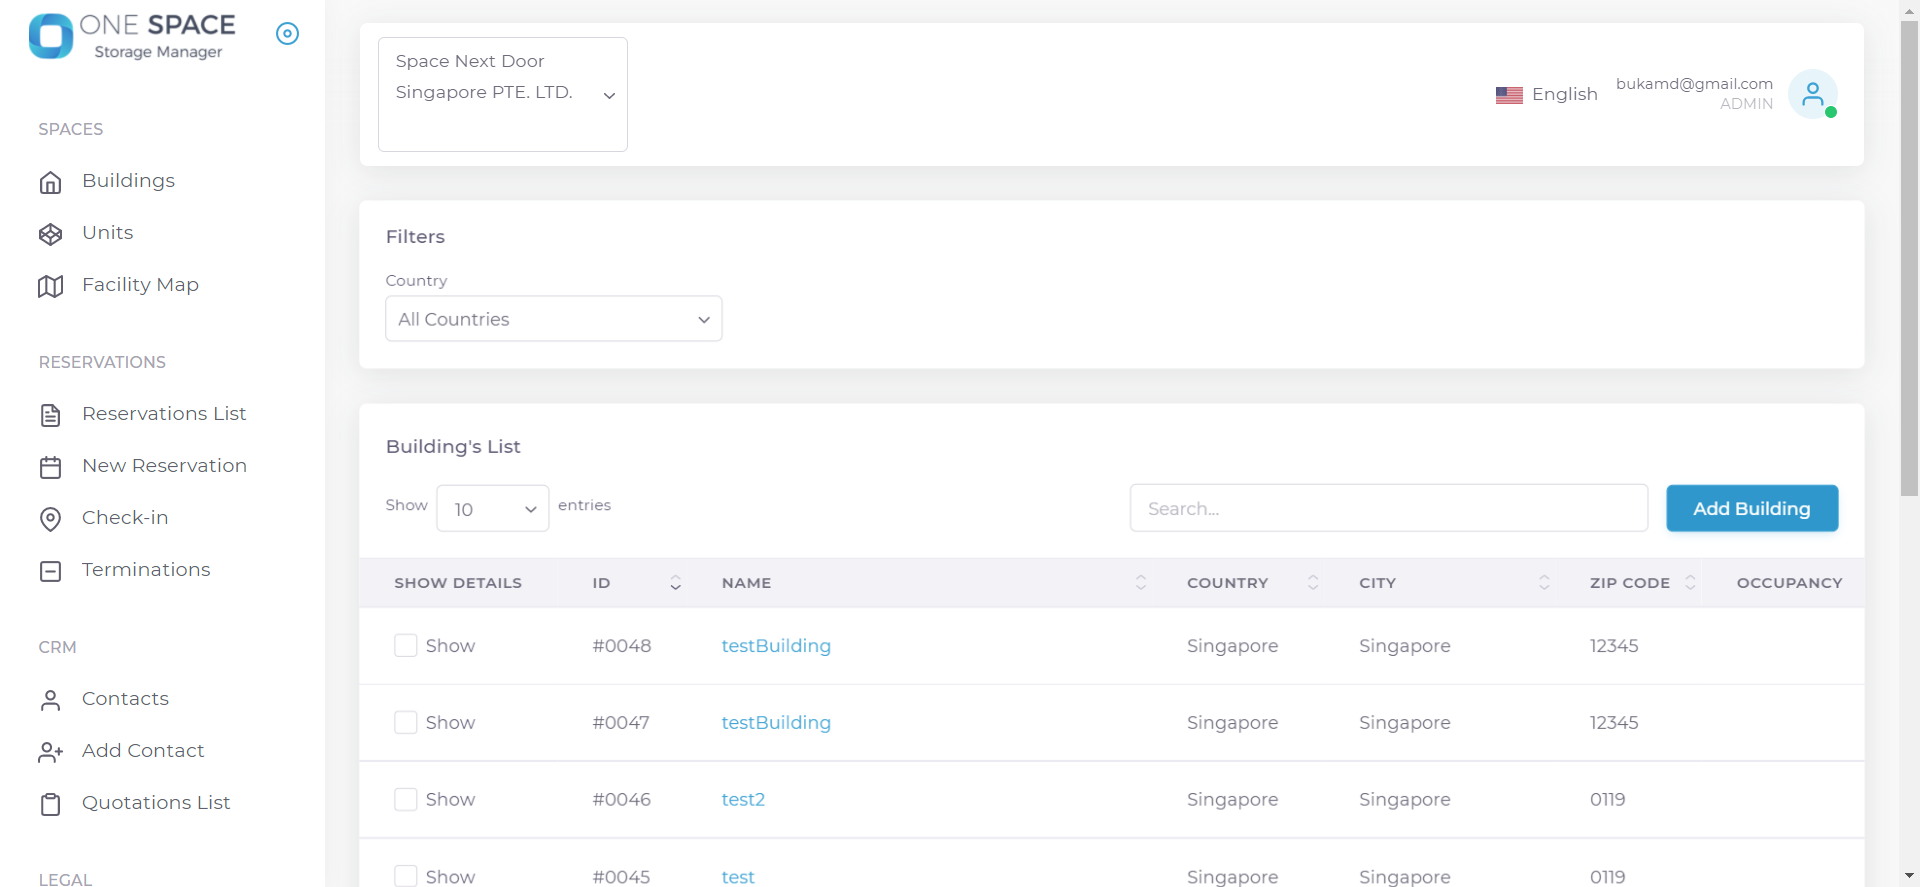 ONE SPACE
Storage Manager
SPACES
Buildings
Units
Facility Map
RESERVATIONS
Reservations List
New Reservation
Check-in
Terminations
CRM
Contacts
Add Contact
Quotations List
LEGAL
Space Next Door
Singapore PTE. LTD.
English
bukamd@gmail.com
ADMIN
Filters
Country
All Countries
Building's List
Show 10 entries
Search...
Add Building
SHOW DETAILS ID NAME COUNTRY CITY ZIP CODE OCCUPANCY
Show #0048 testBuilding Singapore Singapore 12345
Show #0047 testBuilding Singapore Singapore 12345
Show #0046 test2 Singapore Singapore 0119
Show #0045 test Singapore Singapore 0119